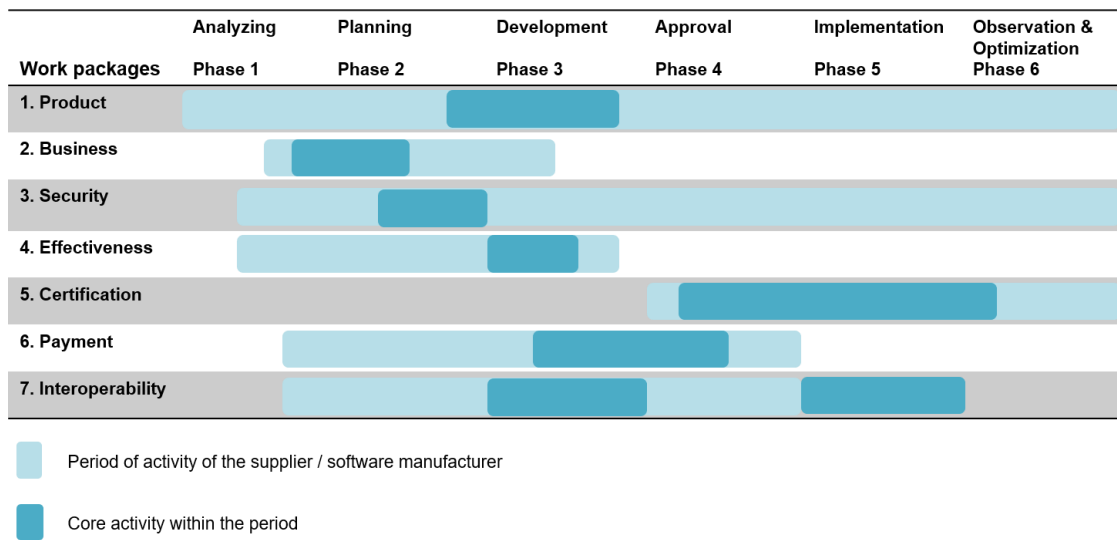 Analyzing Planning Development Approval Implementation Observation &
Optimization
Work packages Phase 1 Phase 2 Phase 3 Phase 4 Phase 5 Phase 6
1. Product
2. Business
3. Security
4. Effectiveness
5. Certification
6. Payment
7. Interoperability
Period of activity of the supplier / software manufacturer
Core activity within the period